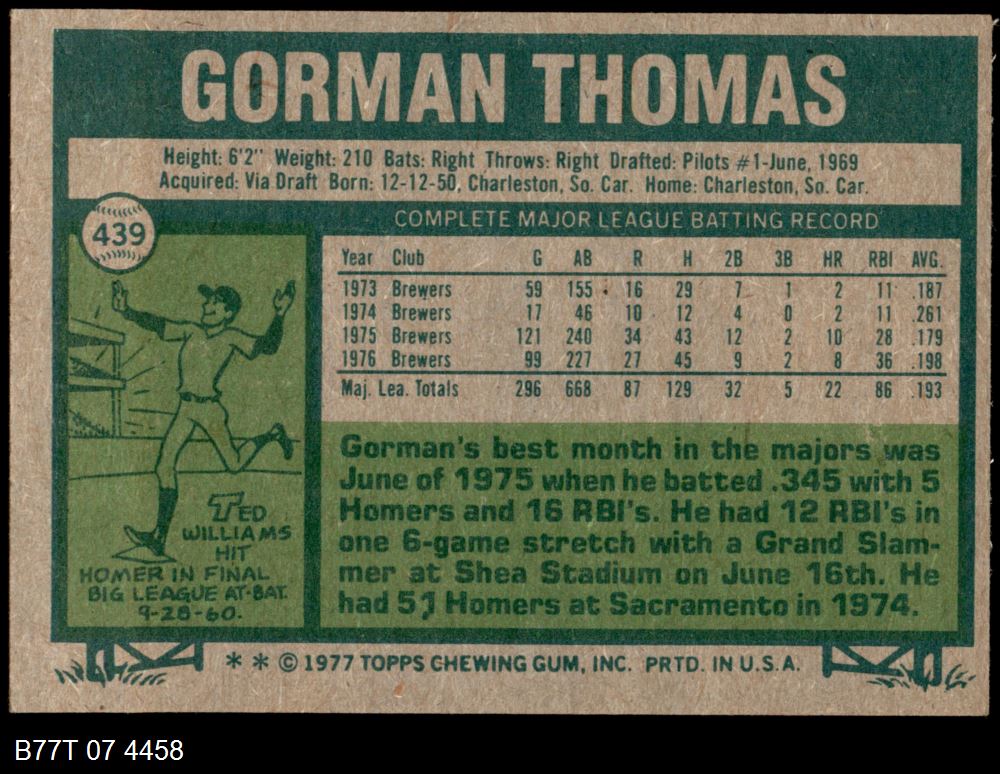 GORMAN THOMAS
Height: 6'2" Weight: 210 Bats: Right Throws: Right Drafted: Pilots #1-June, 1969
Acquired: Via Draft Born: 12-12-50, Charleston, So. Car. Home: Charleston, So. Car.
439
COMPLETE MAJOR LEAGUE BATTING RECORD
Year Club G AB R H 2B 3B HR RBI AVG.
1973 Brewers 59 155 16 29 7 1 2 11 .187
1974 Brewers 17 46 10 12 4 0 2 11 .261
1975 Brewers 121 240 34 43 12 2 10 28 .179
1976 Brewers 99 227 27 45 9 2 8 36 .198
Maj. Lea. Totals 296 668 87 129 32 5 22 86 .193
TED
WILLIAMS
HIT
HOMER IN FINAL
BIG LEAGUE AT-BAT.
9-28-60.
Gorman's best month in the majors was
June of 1975 when he batted .345 with 5
Homers and 16 RBI's. He had 12 RBI's in
one 6-game stretch with a Grand Slam-
mer at Shea Stadium on June 16th. He
had 51 Homers at Sacramento in 1974.
* * © 1977 TOPPS CHEWING GUM, INC. PRTD. IN U.S.A.
B77T 07 4458